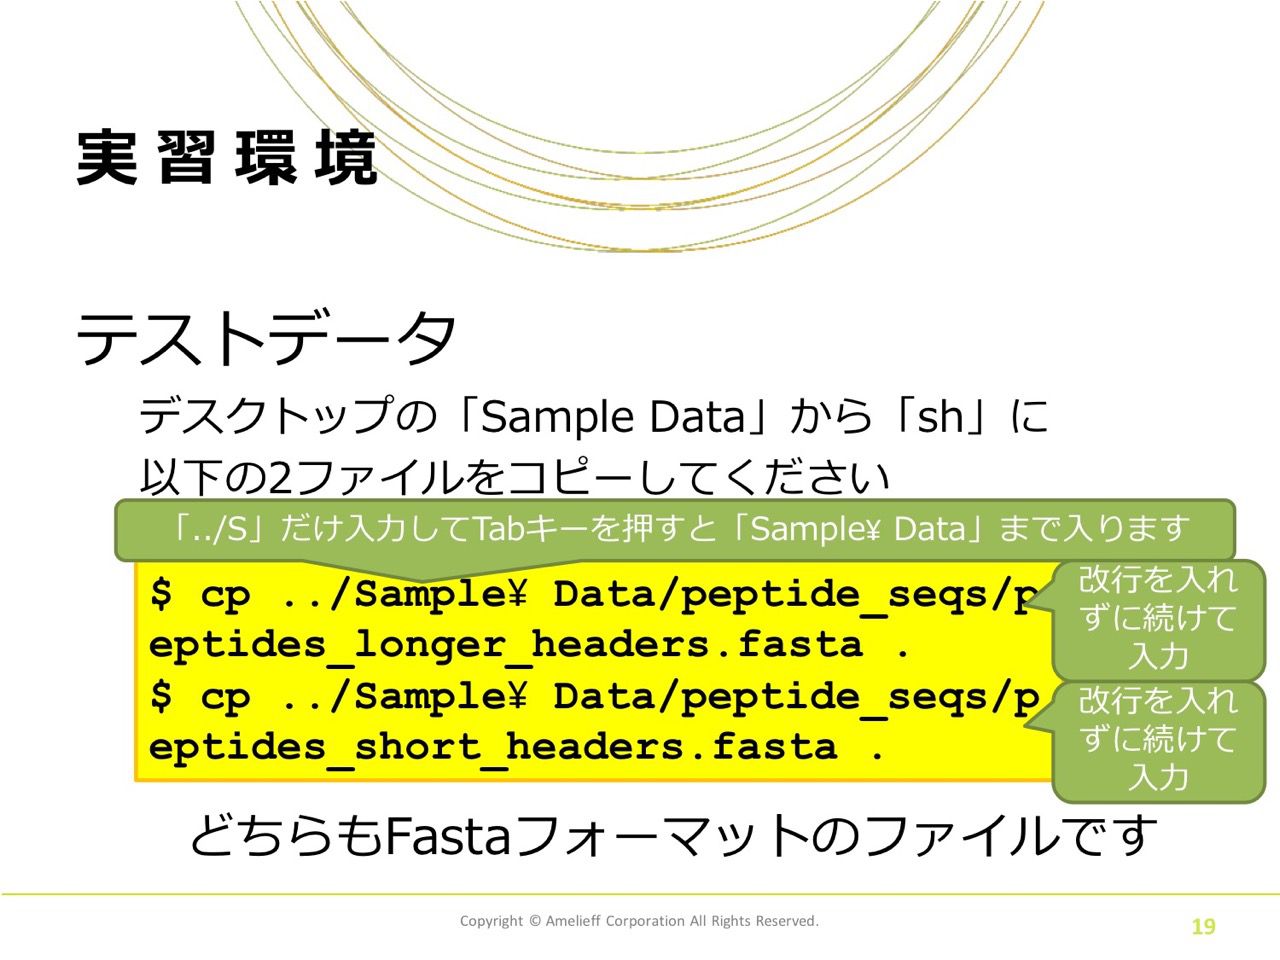 実習環境
テストデータ
デスクトップの「Sample Data」から「sh」に
以下の2ファイルをコピーしてください
「../S」だけ入力してTabキーを押すと「Sample¥ Data」まで入ります
$ cp ../Sample¥ Data/peptide_seqs/p
eptides_longer_headers.fasta .
$ cp ../Sample¥ Data/peptide_seqs/p
eptides_short_headers.fasta .
改行を入れ
ずに続けて
入力
改行を入れ
ずに続けて
入力
どちらもFastaフォーマットのファイルです
Copyright © Amelieff Corporation All Rights Reserved.
19